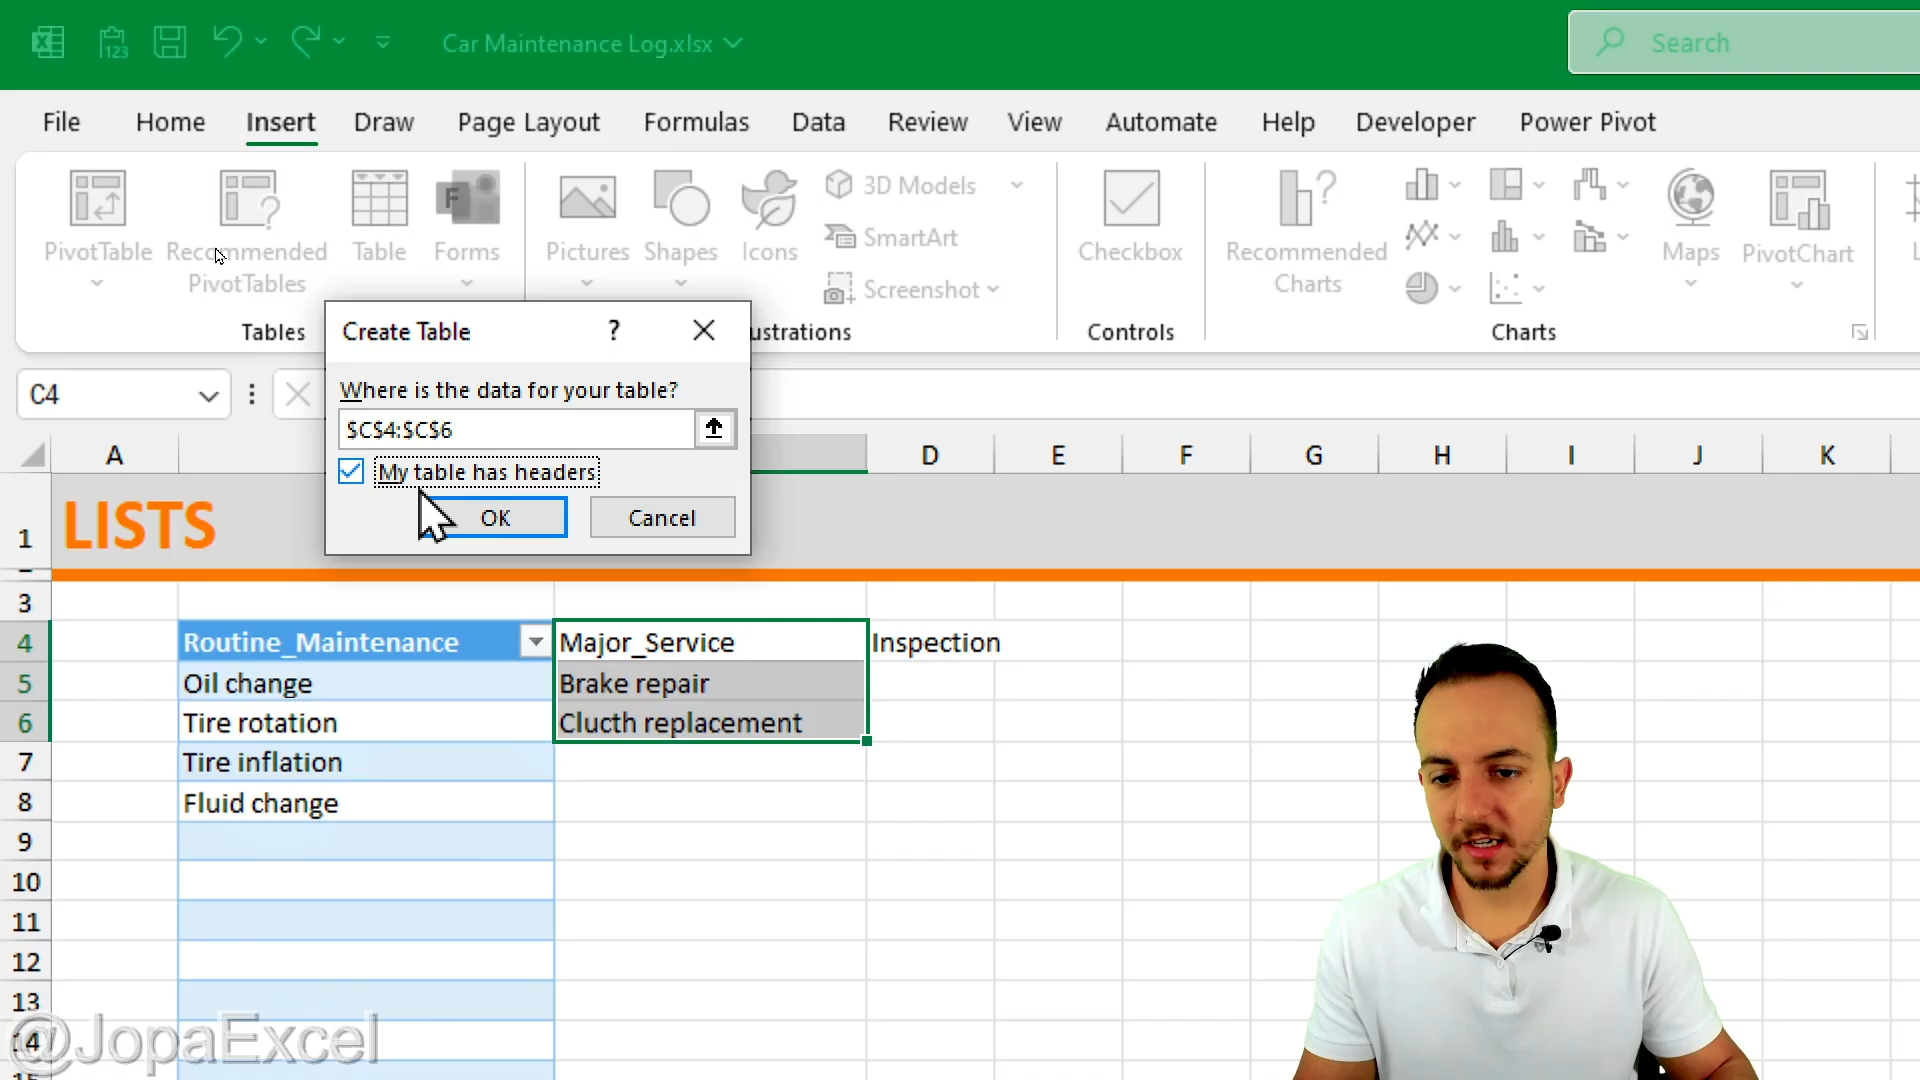 Car Maintenance Log.xlsx
Search
File Home Insert Draw Page Layout Formulas Data Review View Automate Help Developer Power Pivot
PivotTable
Recommended PivotTables
Table
Forms
Tables
Pictures
Shapes
Icons
3D Models
SmartArt
Screenshot
ustrations
Checkbox
Controls
Recommended Charts
Maps
PivotChart
Charts
Create Table ?
Where is the data for your table?
$C$4:$C$6
My table has headers
OK Cancel
C4
A D E F G H I J K
1 LISTS
3
4 Routine_Maintenance Major_Service Inspection
5 Oil change Brake repair
6 Tire rotation Clucth replacement
7 Tire inflation
8 Fluid change
9
10
11
12
13
14
@JopaExcel